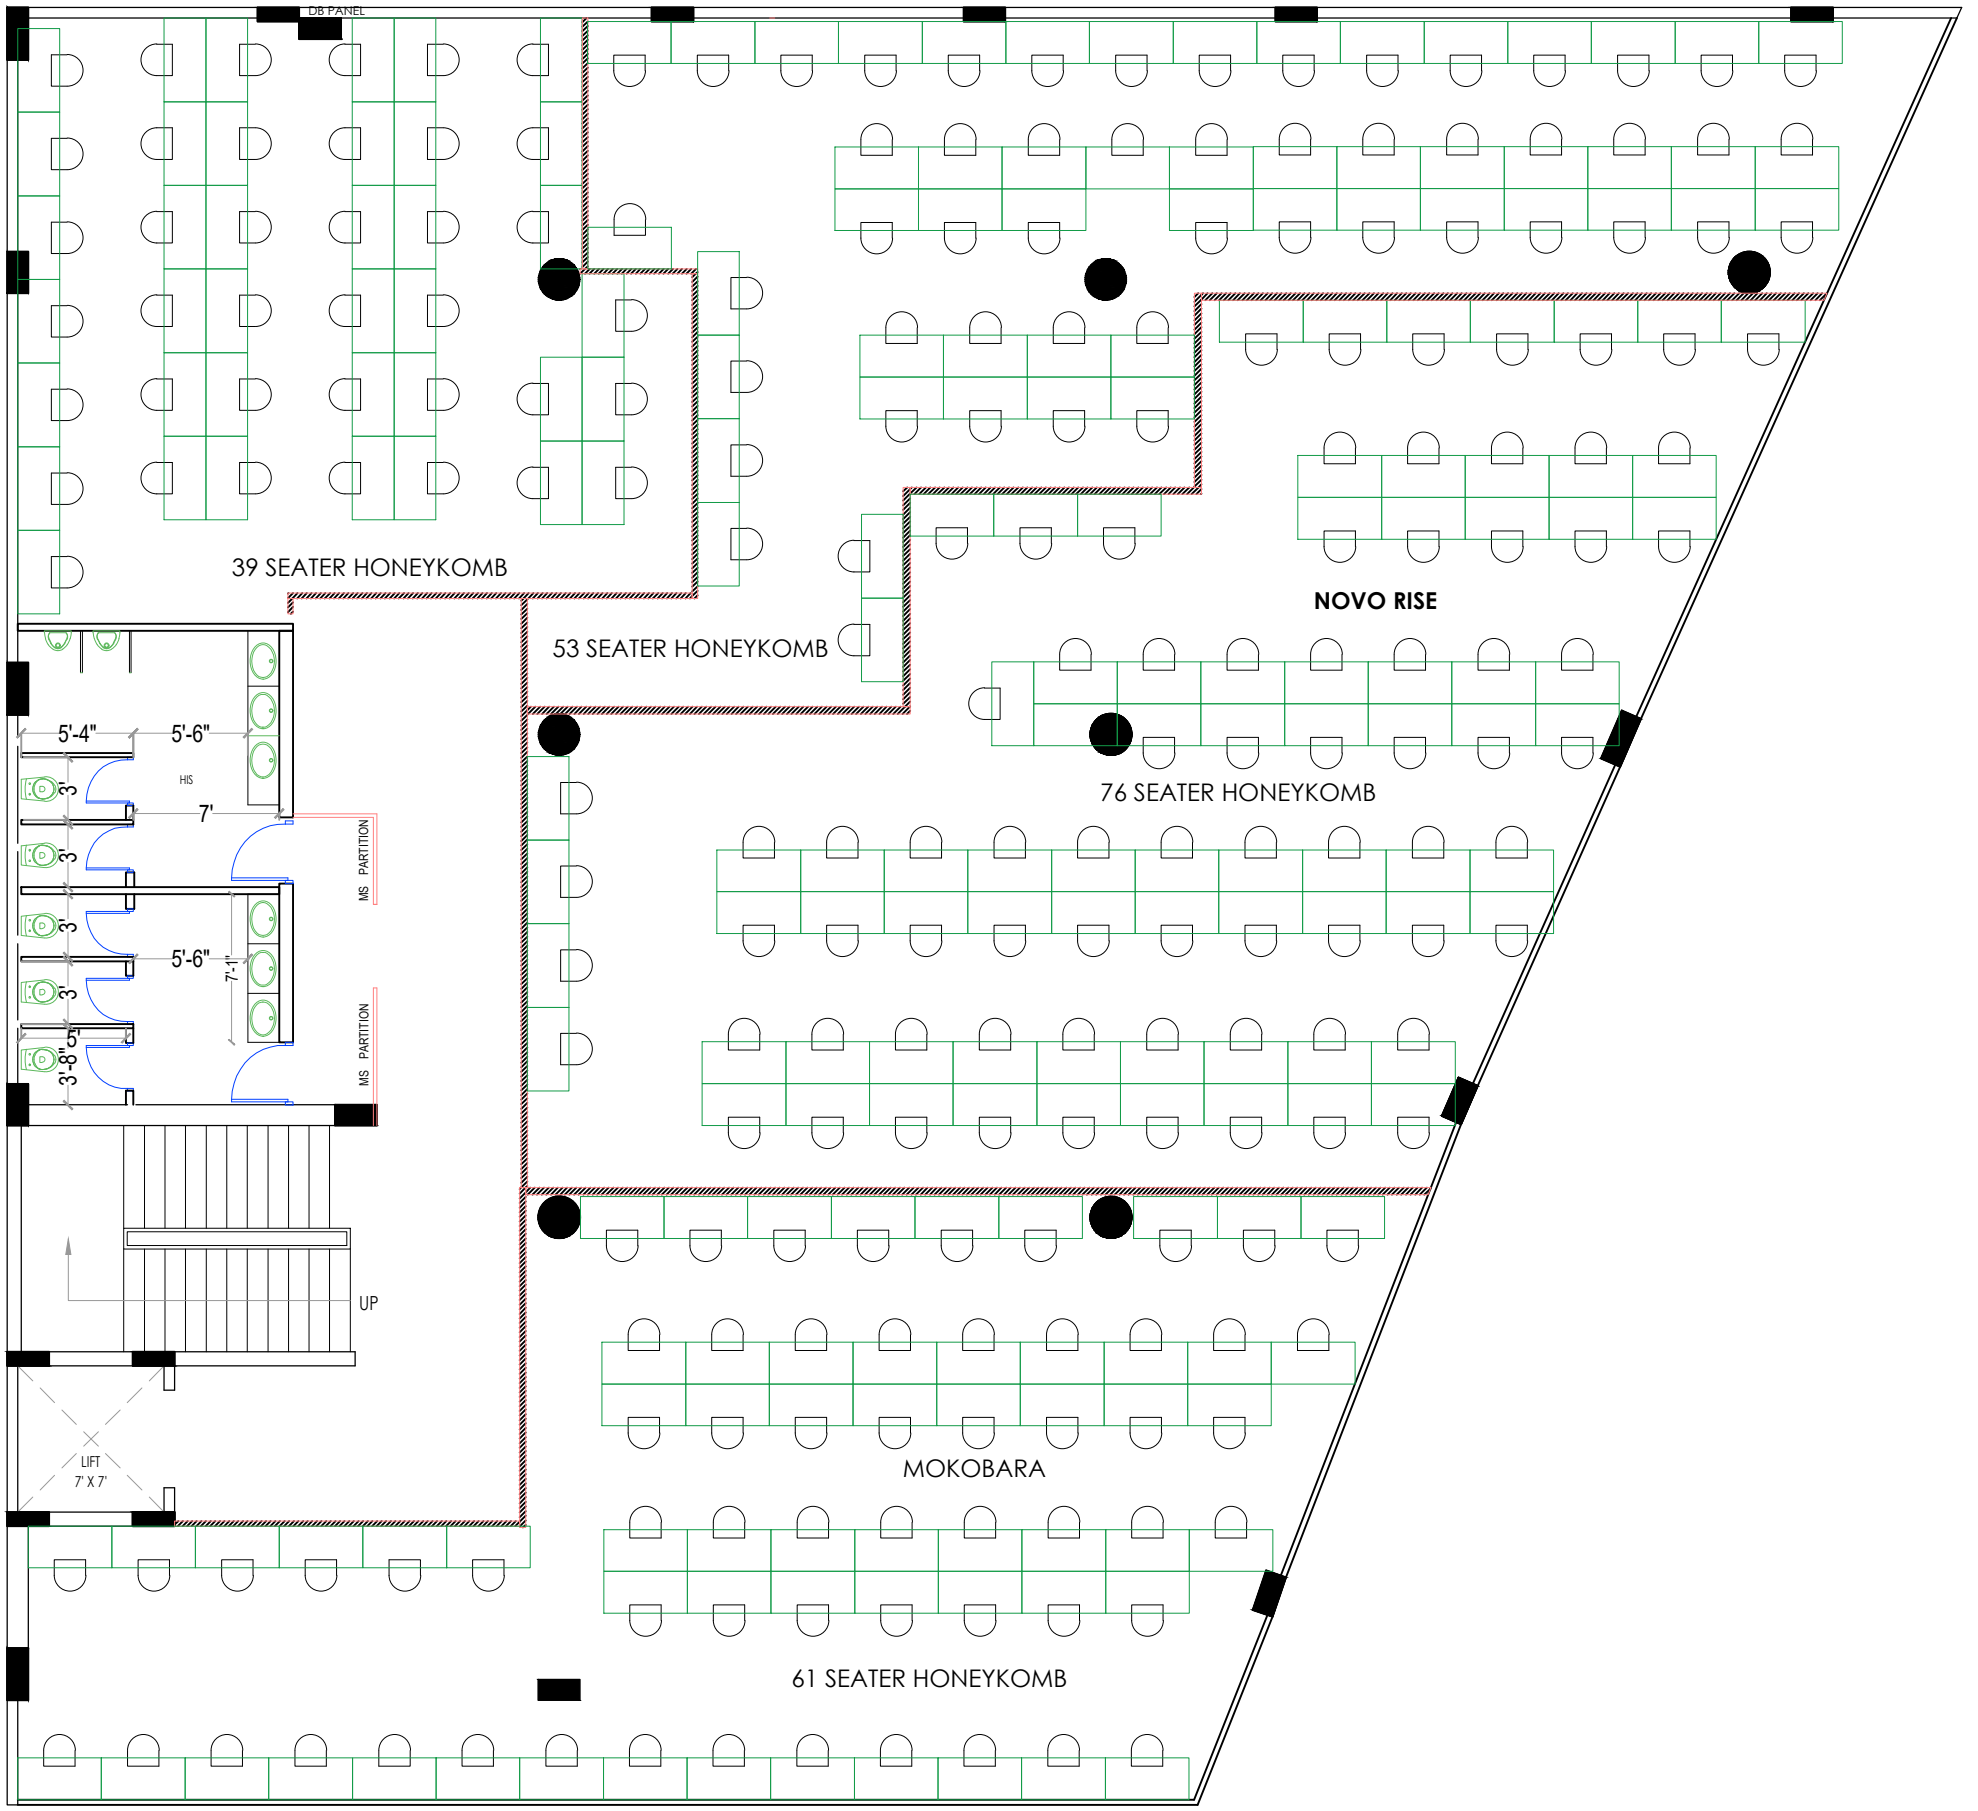 DB PANEL
39 SEATER HONEYKOMB
NOVO RISE
53 SEATER HONEYKOMB
5'-4"
5'-6"
HIS
3'
7'
76 SEATER HONEYKOMB
MS PARTITION
3'
3'
5'-6"
7'-1"
3'
MS PARTITION
5'
3'-8"
UP
LIFT
7' X 7'
MOKOBARA
61 SEATER HONEYKOMB